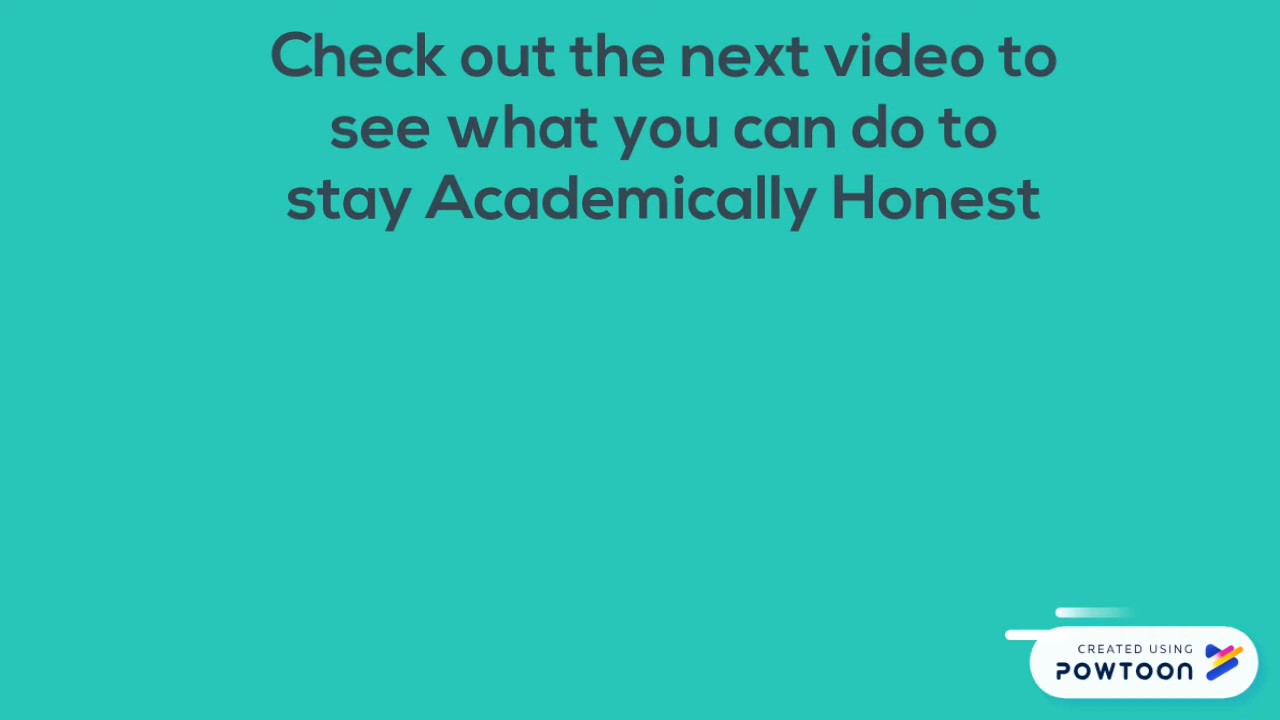 Check out the next video to
see what you can do to
stay Academically Honest
CREATED USING
POWTOON